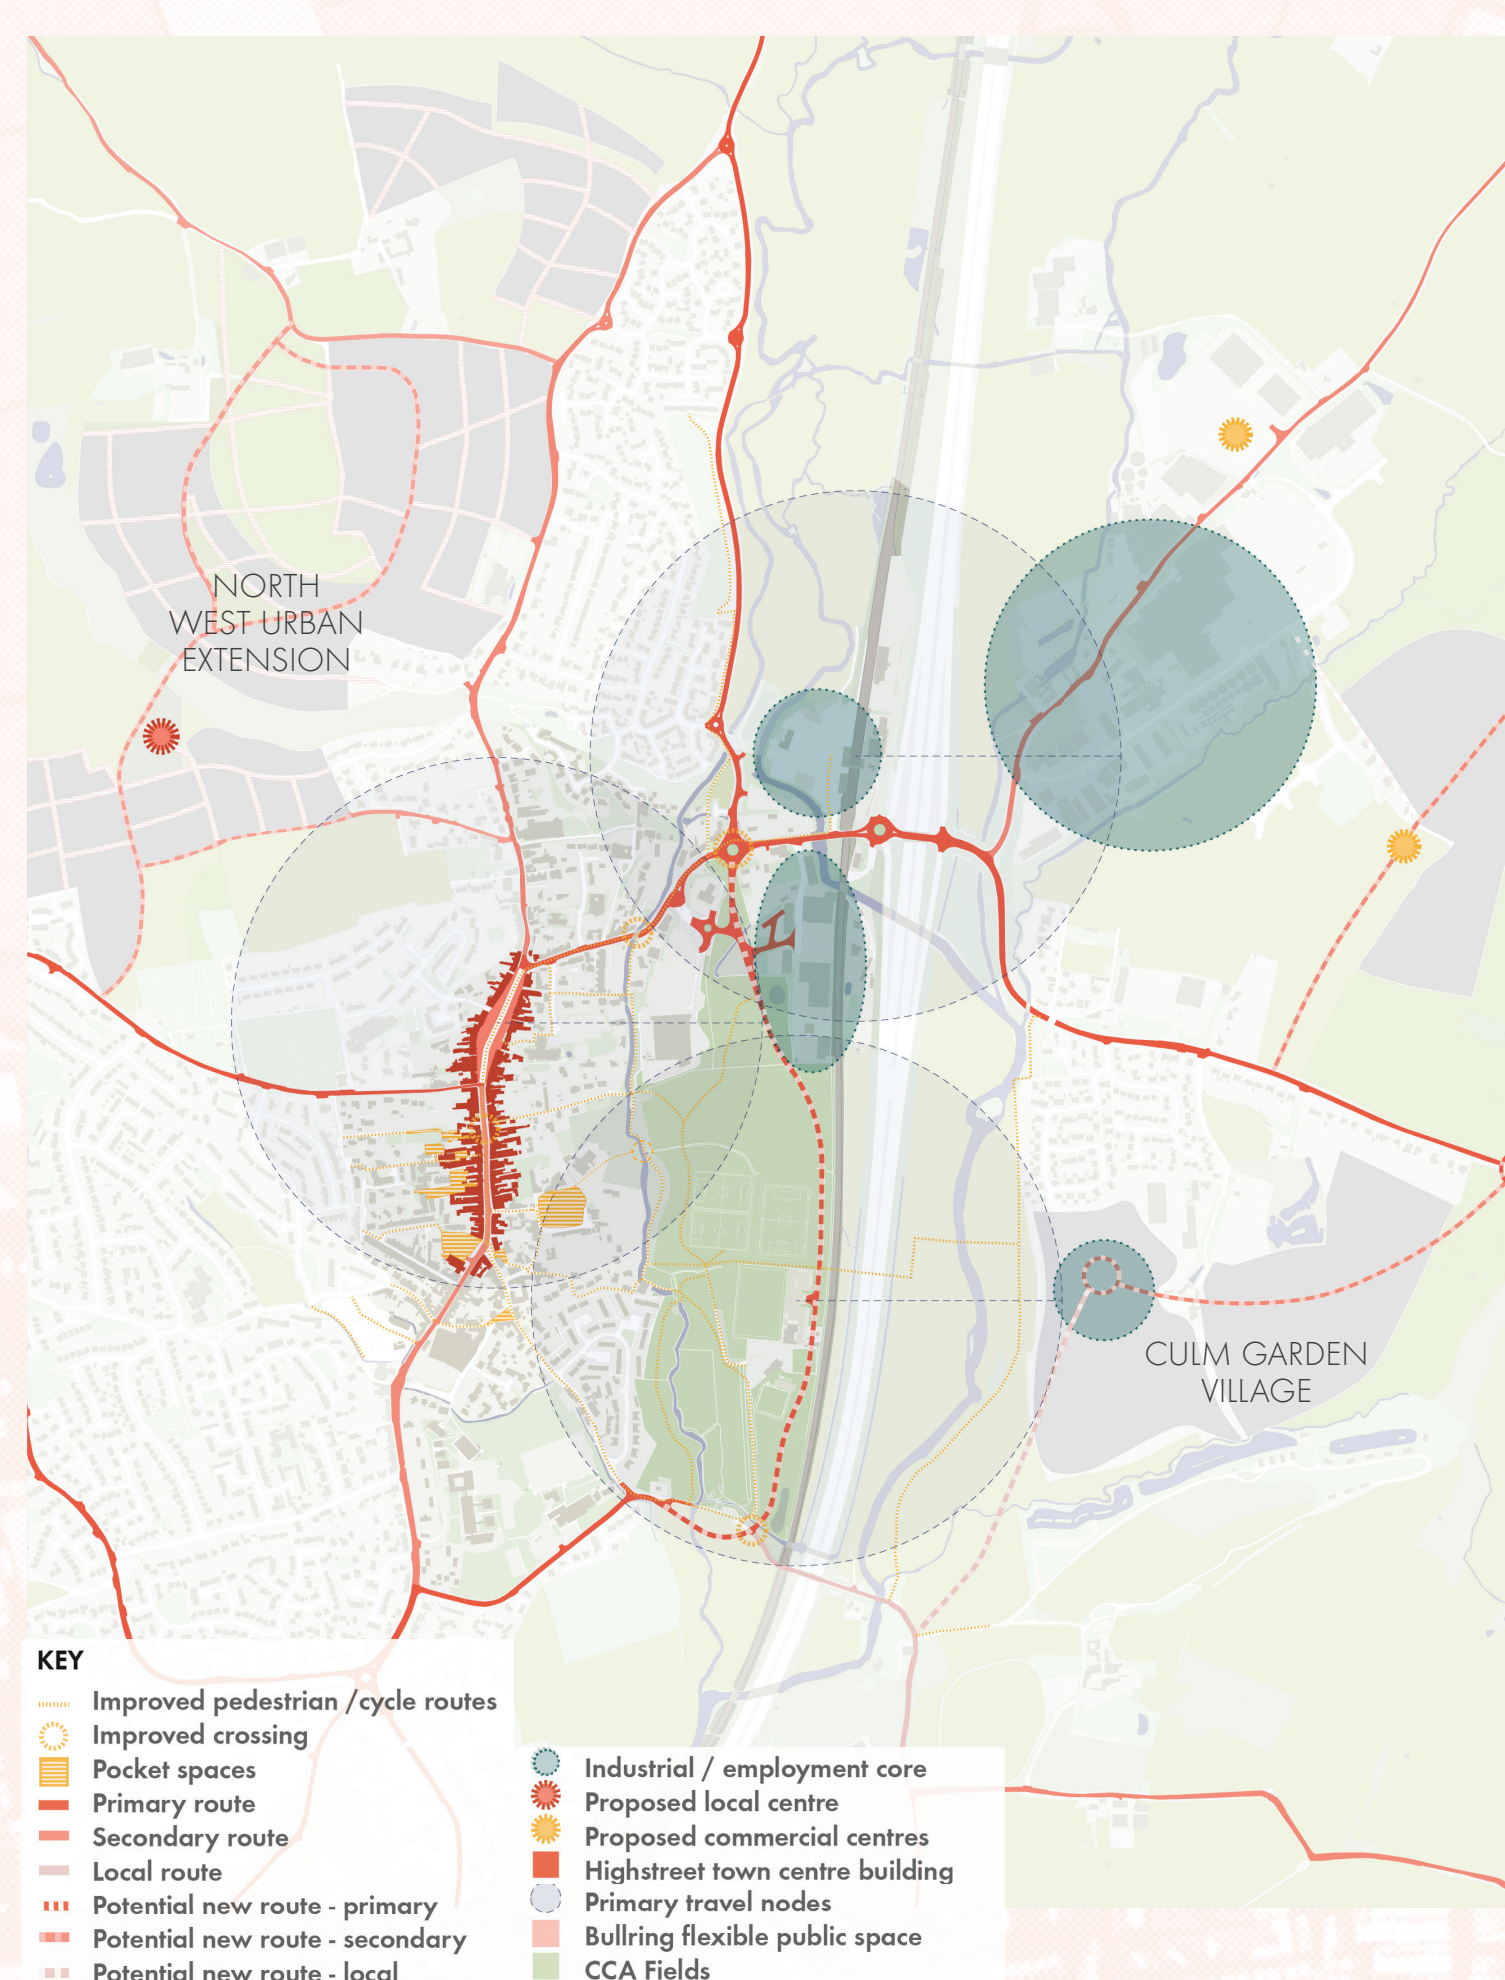 NORTH
WEST URBAN
EXTENSION
CULM GARDEN
VILLAGE
KEY
Improved pedestrian /cycle routes
Improved crossing
Pocket spaces
Primary route
Secondary route
Local route
Potential new route - primary
Potential new route - secondary
Potential new route - local
Industrial / employment core
Proposed local centre
Proposed commercial centres
Highstreet town centre building
Primary travel nodes
Bullring flexible public space
CCA Fields